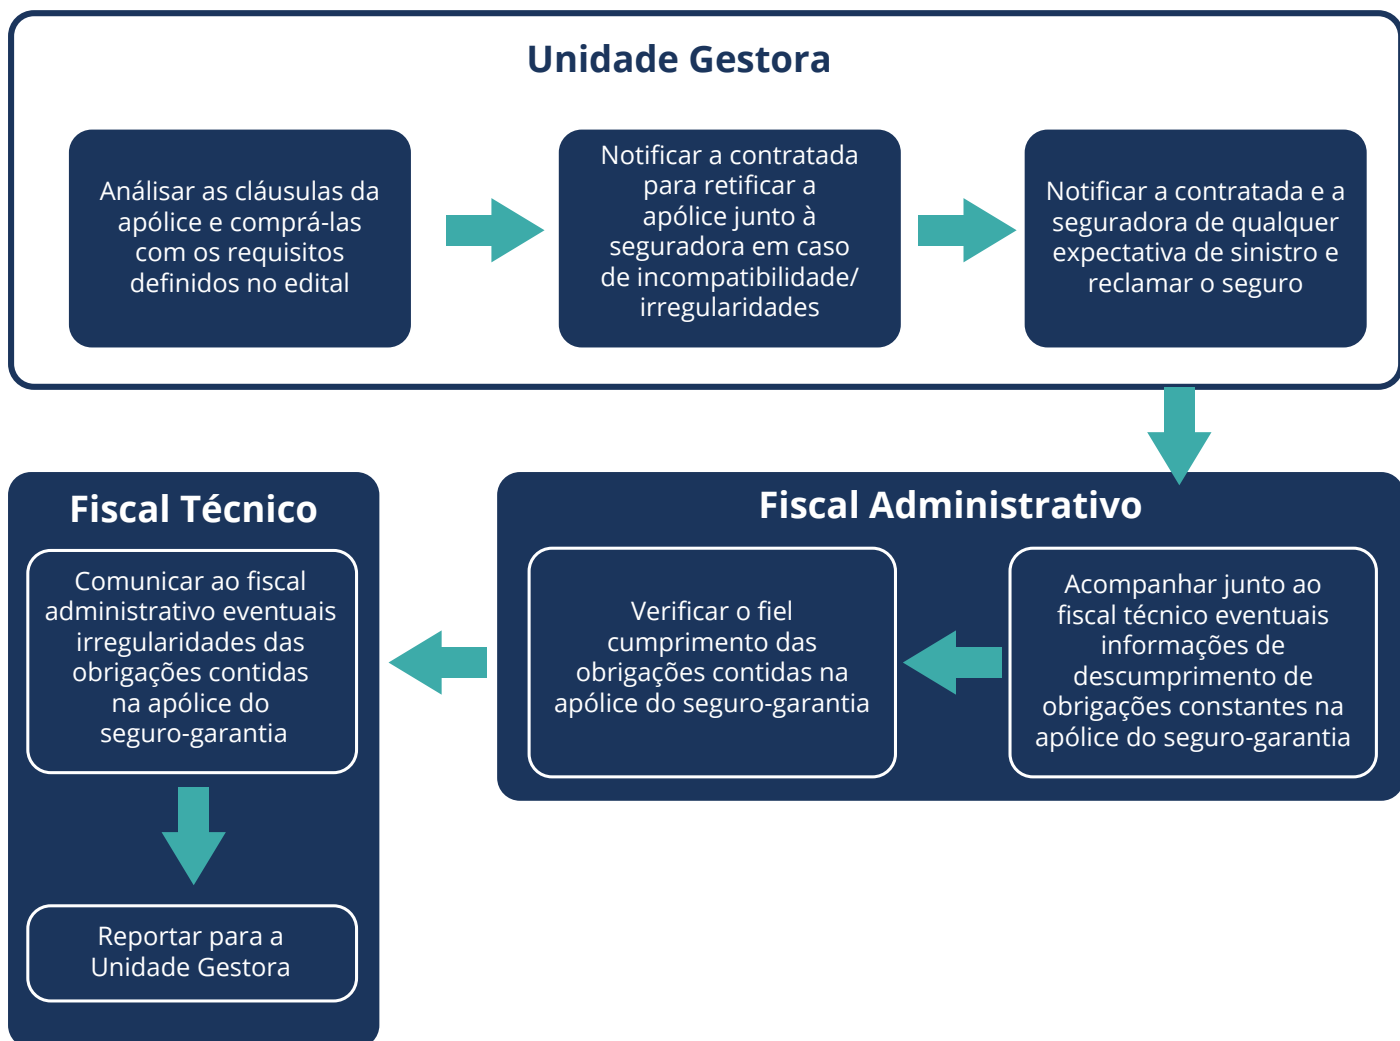 Unidade Gestora
Análisar as cláusulas da
apólice e comprá-las
com os requisitos
definidos no edital
Notificar a contratada
para retificar a
apólice junto à
seguradora em caso
de incompatibilidade/
irregularidades
Notificar a contratada e a
seguradora de qualquer
expectativa de sinistro e
reclamar o seguro
Fiscal Administrativo
Acompanhar junto ao
fiscal técnico eventuais
informações de
descumprimento de
obrigações constantes na
apólice do seguro-garantia
Verificar o fiel
cumprimento das
obrigações contidas na
apólice do seguro-garantia
Fiscal Técnico
Comunicar ao fiscal
administrativo eventuais
irregularidades das
obrigações contidas
na apólice do
seguro-garantia
Reportar para a
Unidade Gestora